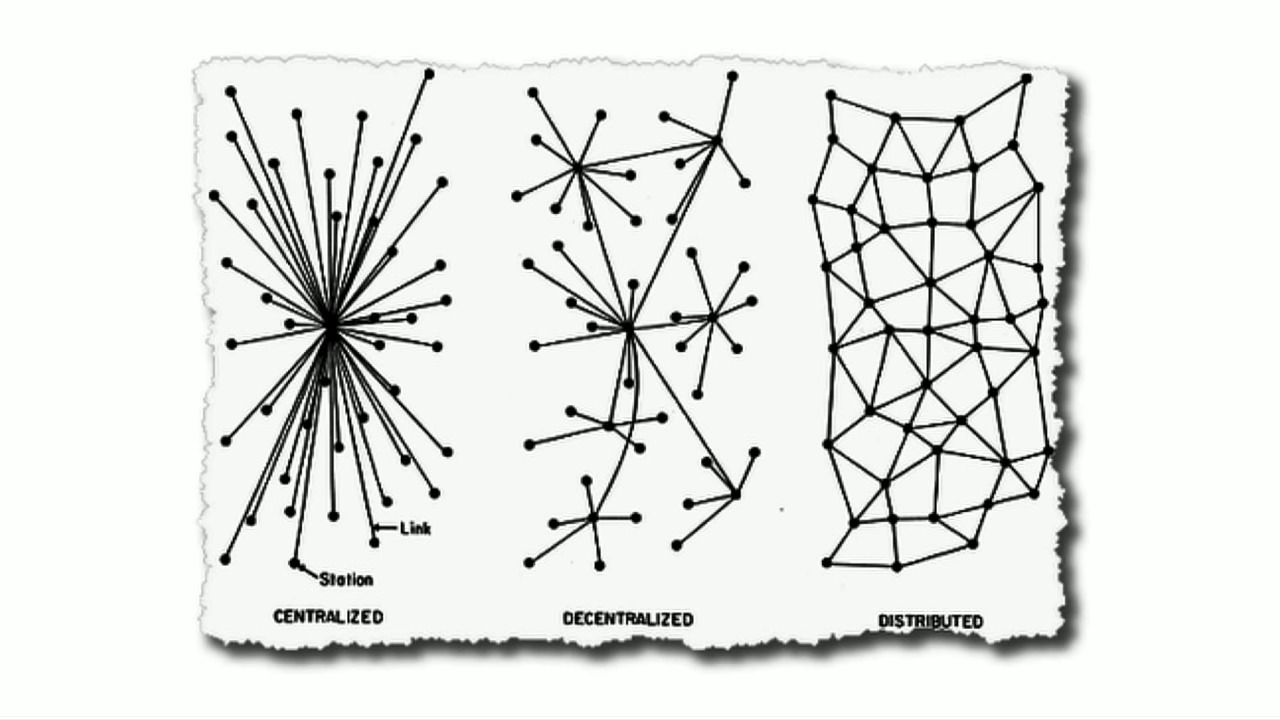 Link
Station
CENTRALIZED
DECENTRALIZED
DISTRIBUTED